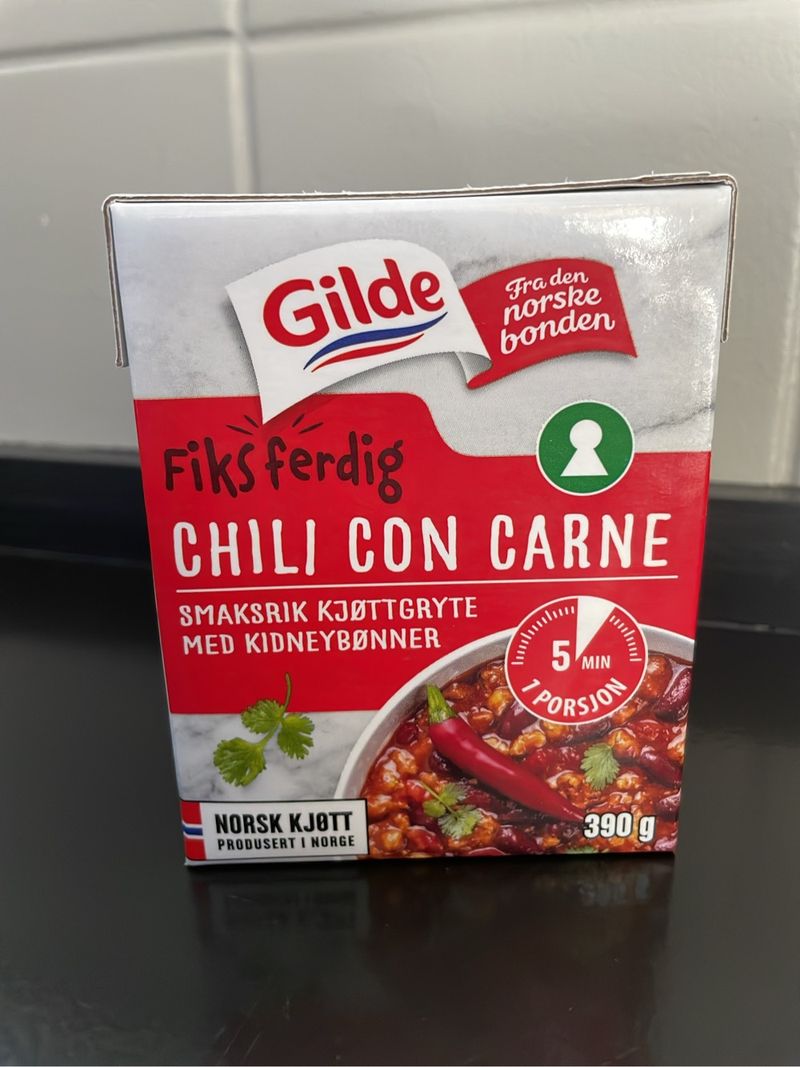 Gilde
Fra den
norske
bonden
Fiks ferdig
CHILI CON CARNE
SMAKSRIK KJØTTGRYTE
MED KIDNEYBØNNER
5 MIN
1 PORSJON
NORSK KJØTT
PRODUSERT I NORGE
390 g